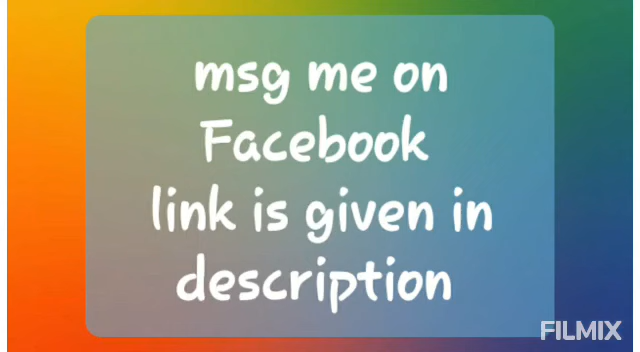 msg me on
Facebook
link is given in
description
FILMIX